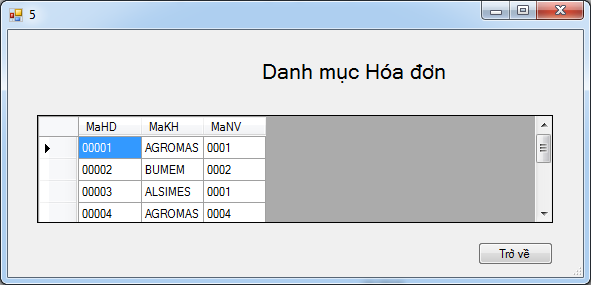 5
Danh mục Hóa đơn
MaHD MaKH MaNV
00001 AGROMAS 0001
00002 BUMEM 0002
00003 ALSIMES 0001
00004 AGROMAS 0004
Trở về